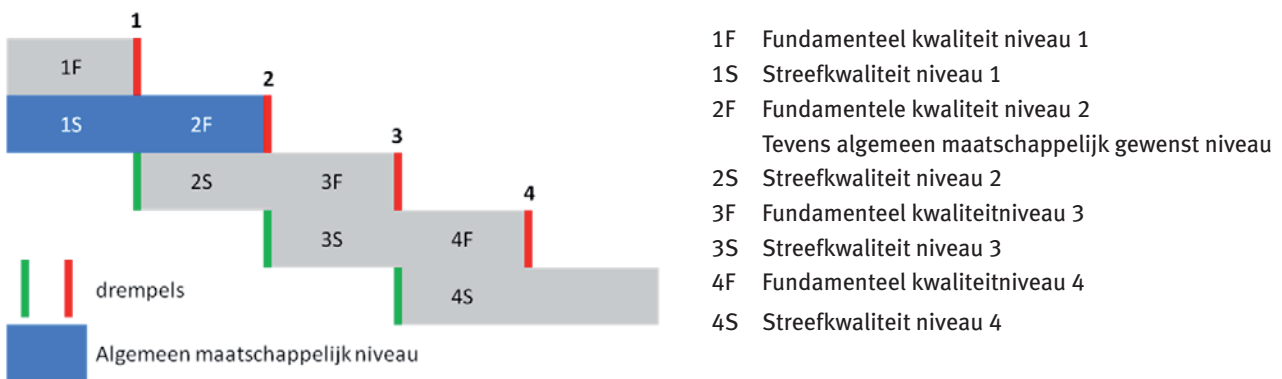 1
1F
2
1S 2F
3
2S 3F
4
3S 4F
4S
drempels
Algemeen maatschappelijk niveau
1F Fundamenteel kwaliteit niveau 1
1S Streefkwaliteit niveau 1
2F Fundamentele kwaliteit niveau 2
Tevens algemeen maatschappelijk gewenst niveau
2S Streefkwaliteit niveau 2
3F Fundamenteel kwaliteitniveau 3
3S Streefkwaliteit niveau 3
4F Fundamenteel kwaliteitniveau 4
4S Streefkwaliteit niveau 4